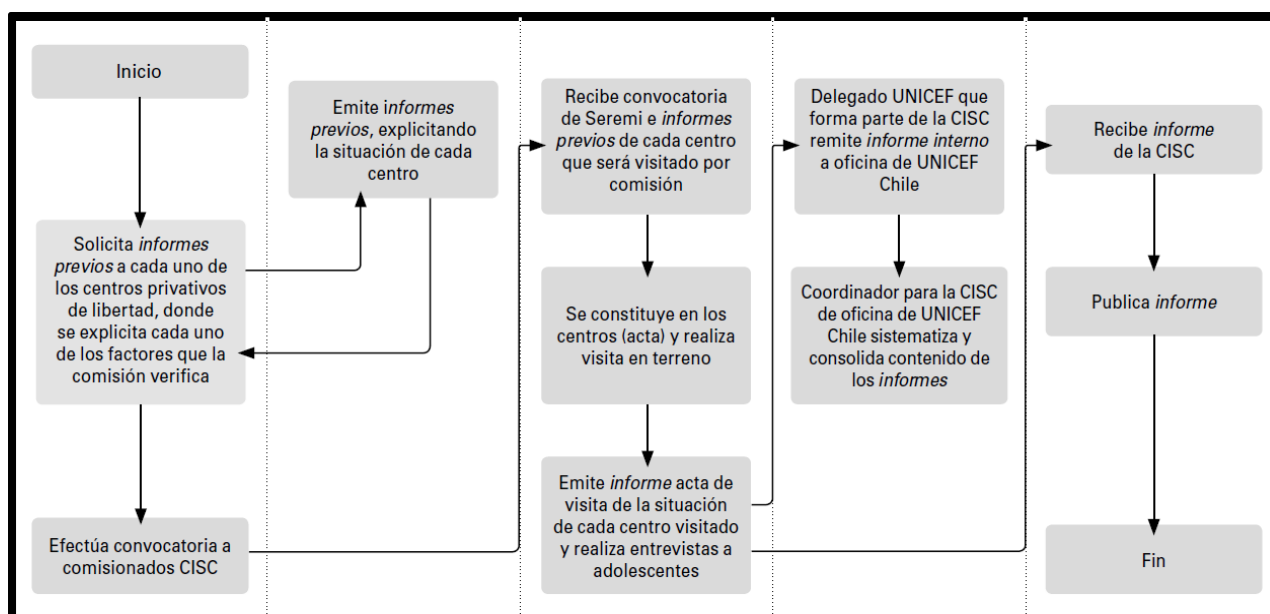 Inicio
Solicita informes
previos a cada uno de
los centros privativos
de libertad, donde
se explicita cada uno
de los factores que la
comisión verifica
Efectúa convocatoria a
comisionados CISC
Emite informes
previos, explicitando
la situación de cada
centro
Recibe convocatoria
de Seremi e informes
previos de cada centro
que será visitado por
comisión
Se constituye en los
centros (acta) y realiza
visita en terreno
Emite informe acta de
visita de la situación
de cada centro visitado
y realiza entrevistas a
adolescentes
Delegado UNICEF que
forma parte de la CISC
remite informe interno
a oficina de UNICEF
Chile
Coordinador para la CISC
de oficina de UNICEF
Chile sistematiza y
consolida contenido de
los informes
Recibe informe
de la CISC
Publica informe
Fin